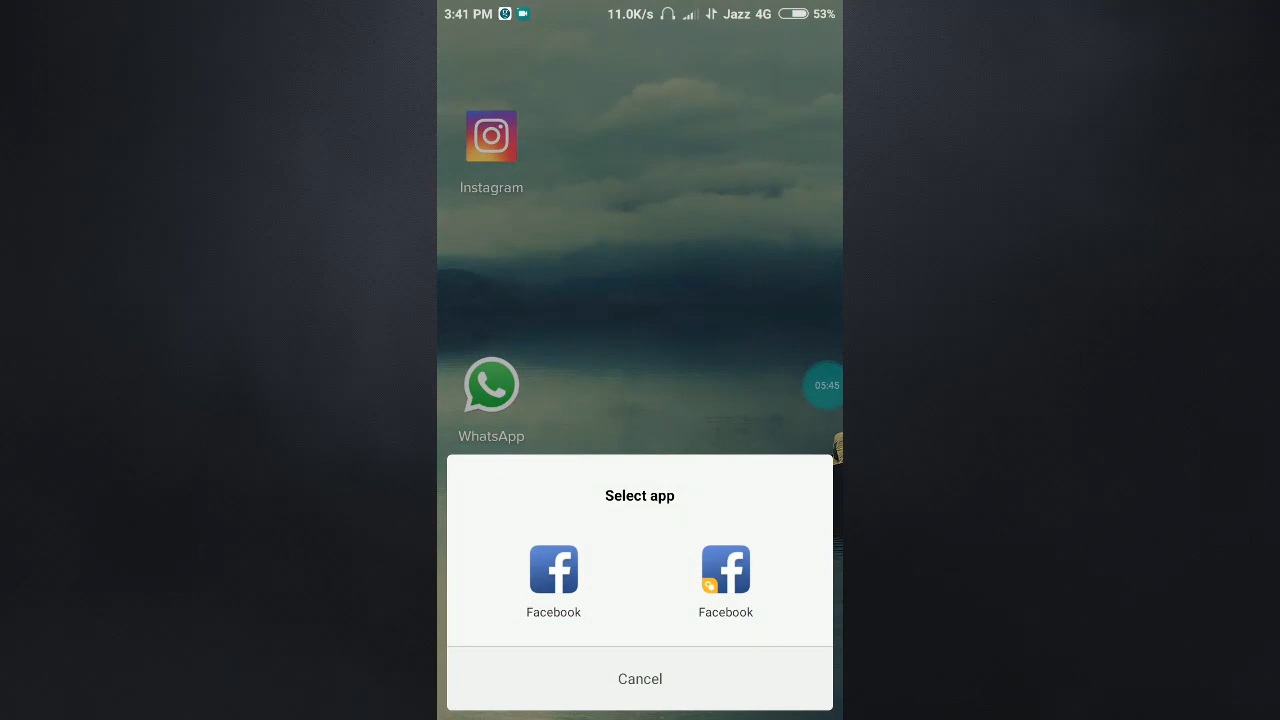 3:41 PM 11.0K/s Jazz 4G 53%
Instagram
05:45
WhatsApp
Select app
Facebook Facebook
Cancel